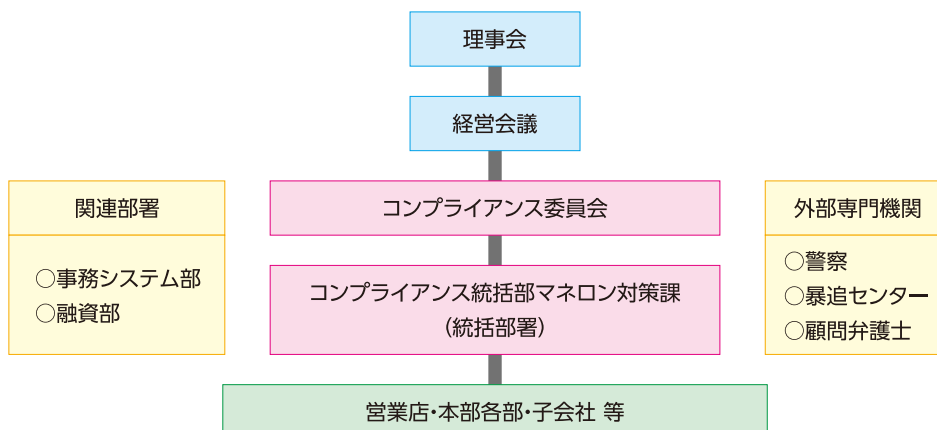 理事会
経営会議
関連部署
○事務システム部
○融資部
コンプライアンス委員会
コンプライアンス統括部マネロン対策課
（統括部署）
外部専門機関
○警察
○暴追センター
○顧問弁護士
営業店・本部各部・子会社 等